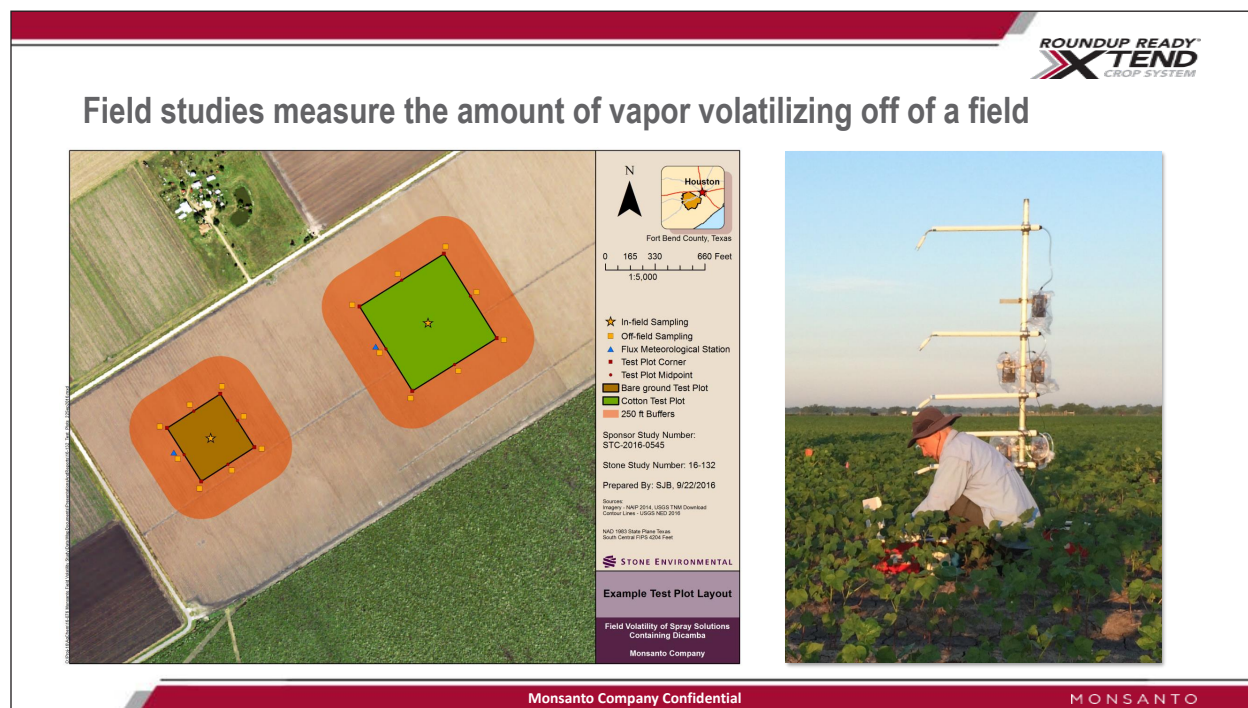 ROUNDUP READY
XTEND
CROP SYSTEM
Field studies measure the amount of vapor volatilizing off of a field
N
Houston
Fort Bend County, Texas
0 165 330 660 Feet
1:5,000
In-field Sampling
Off-field Sampling
Flux Meteorological Station
Test Plot Corner
Test Plot Midpoint
Bare ground Test Plot
Cotton Test Plot
250 ft Buffers
Sponsor Study Number:
STC-2016-0545
Stone Study Number: 16-132
Prepared By: SJB, 9/22/2016
Sources:
Imagery - NAIP 2014, USGS TNM Download
Contour Lines - USGS NED 2016
NAD 1983 State Plane Texas
South Central FIPS 4204 Feet
STONE ENVIRONMENTAL
Example Test Plot Layout
Field Volatility of Spray Solutions
Containing Dicamba
Monsanto Company
Monsanto Company Confidential
MONSANTO